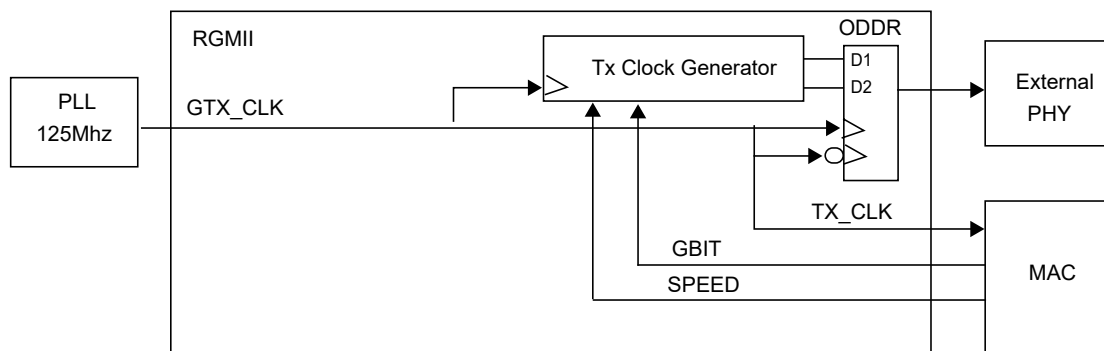 RGMII
ODDR
Tx Clock Generator
D1
D2
PLL
125Mhz
GTX_CLK
External
PHY
TX_CLK
GBIT
SPEED
MAC